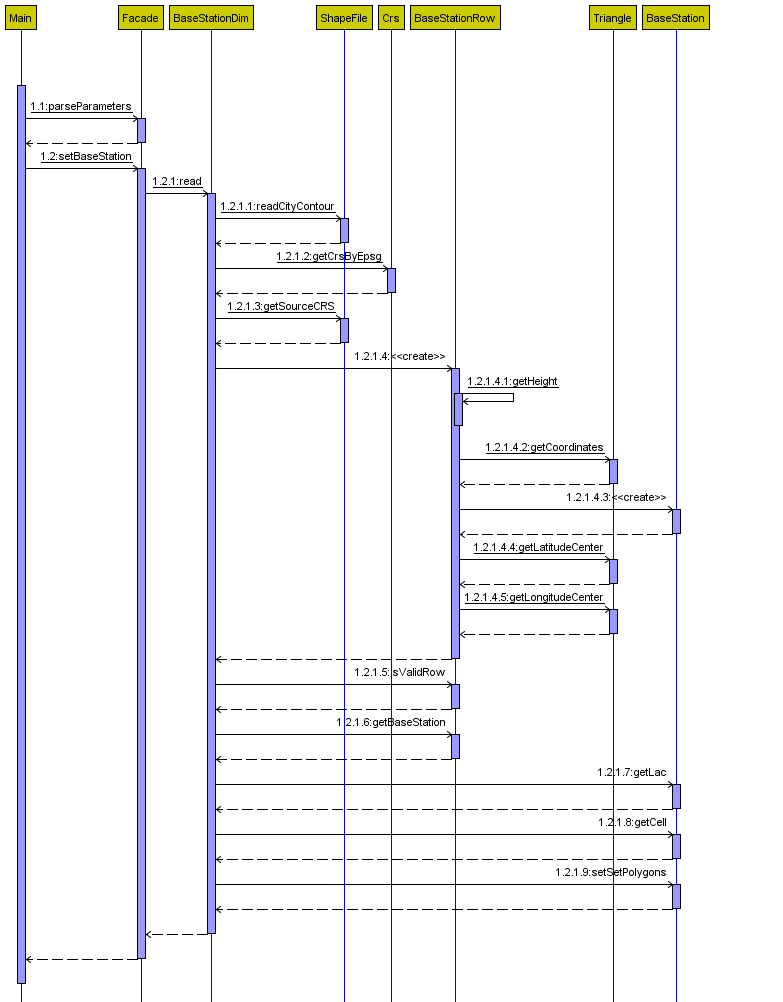 Main
Facade
BaseStationDim
ShapeFile
Crs
BaseStationRow
Triangle
BaseStation
1.1:parseParameters
1.2:setBaseStation
1.2.1:read
1.2.1.1:readCityContour
1.2.1.2:getCrsByEpsg
1.2.1.3:getSourceCRS
1.2.1.4:<<create>>
1.2.1.4.1:getHeight
1.2.1.4.2:getCoordinates
1.2.1.4.3:<<create>>
1.2.1.4.4:getLatitudeCenter
1.2.1.4.5:getLongitudeCenter
1.2.1.5:isValidRow
1.2.1.6:getBaseStation
1.2.1.7:getLac
1.2.1.8:getCell
1.2.1.9:setSetPolygons